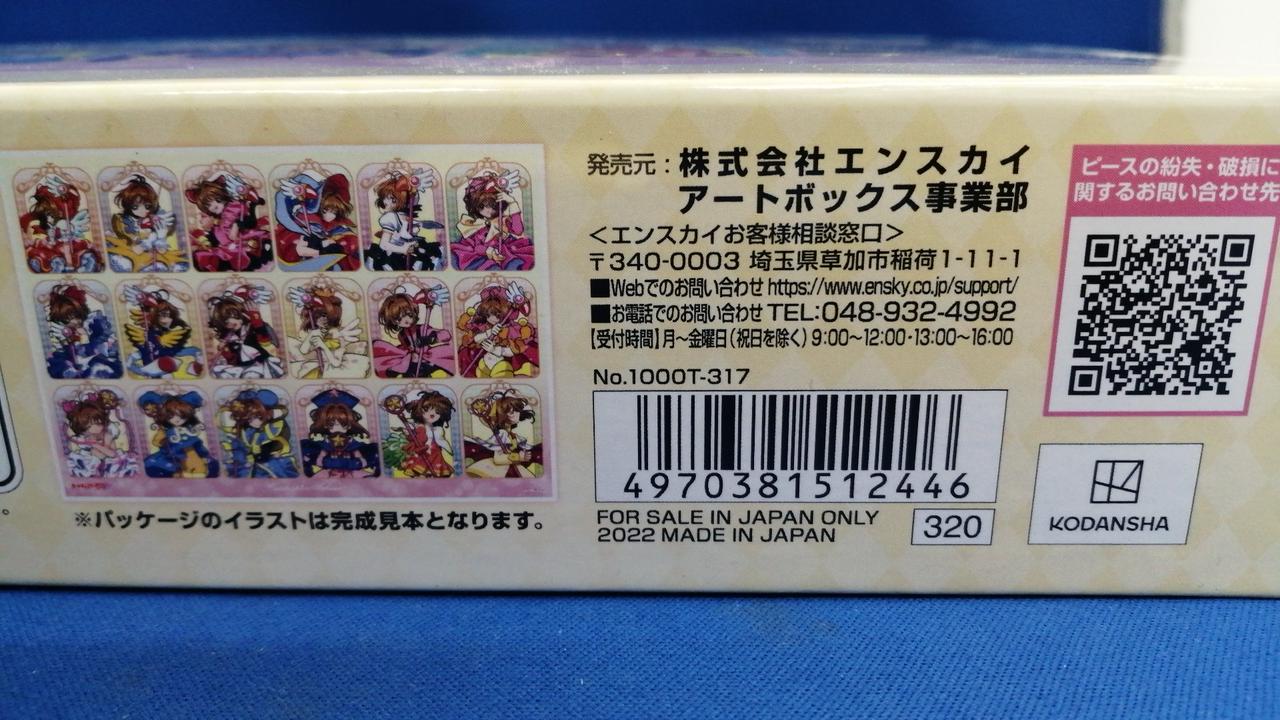 ※パッケージのイラストは完成見本となります。
発売元：株式会社エンスカイ
アートボックス事業部
＜エンスカイお客様相談窓口＞
〒340-0003 埼玉県草加市稲荷1-11-1
■Webでのお問い合わせ https://www.ensky.co.jp/support/
■お電話でのお問い合わせ TEL:048-932-4992
【受付時間】月～金曜日(祝日を除く) 9:00～12:00・13:00～16:00
No.1000T-317
4970381512446
FOR SALE IN JAPAN ONLY
2022 MADE IN JAPAN
320
ピースの紛失・破損に
関するお問い合わせ先
KODANSHA